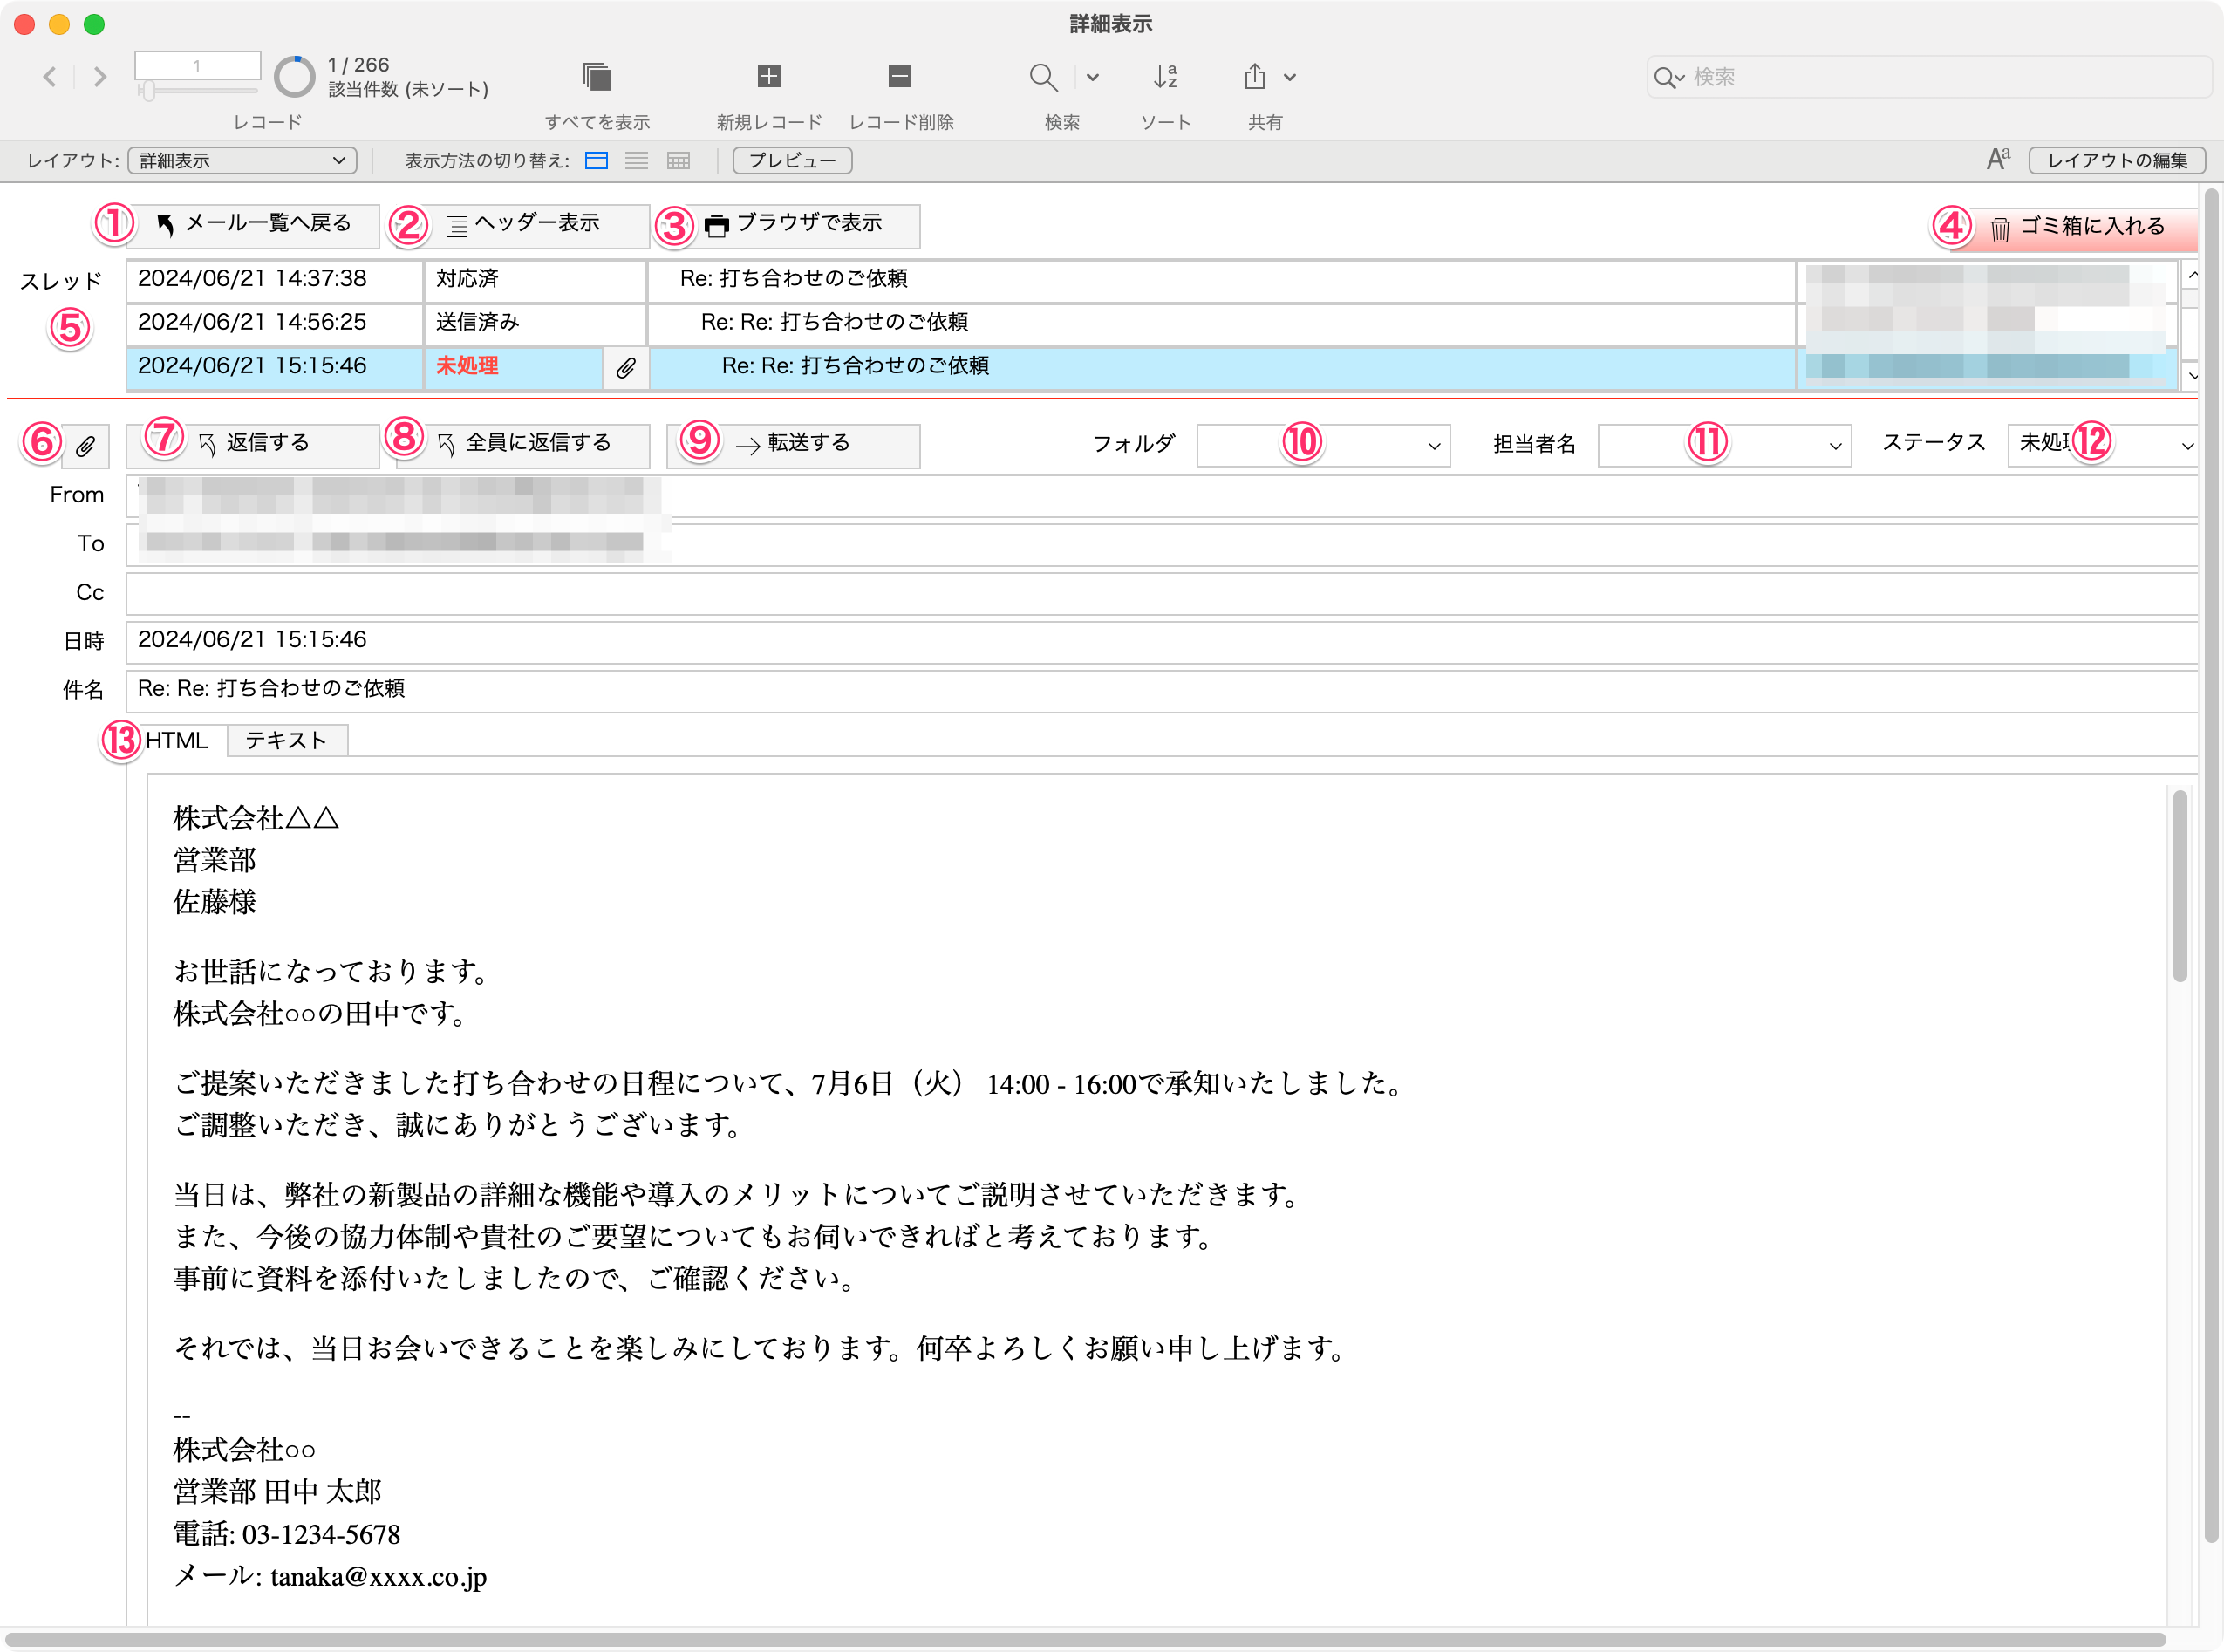 詳細表示
1
1 / 266
該当件数 (未ソート)
レコード
すべてを表示
新規レコード
レコード削除
検索
ソート
共有
検索
レイアウト:
詳細表示
表示方法の切り替え:
プレビュー
Aa
レイアウトの編集
① メール一覧へ戻る
② ヘッダー表示
③ ブラウザで表示
④ ゴミ箱に入れる
スレッド
⑤
2024/06/21 14:37:38 対応済 Re: 打ち合わせのご依頼
2024/06/21 14:56:25 送信済み Re: Re: 打ち合わせのご依頼
2024/06/21 15:15:46 未処理 Re: Re: 打ち合わせのご依頼
⑥
⑦ 返信する
⑧ 全員に返信する
⑨ 転送する
フォルダ ⑩
担当者名 ⑪
ステータス 未処 ⑫
From
To
Cc
日時 2024/06/21 15:15:46
件名 Re: Re: 打ち合わせのご依頼
⑬ HTML テキスト
株式会社△△
営業部
佐藤様
お世話になっております。
株式会社○○の田中です。
ご提案いただきました打ち合わせの日程について、7月6日（火） 14:00 - 16:00で承知いたしました。
ご調整いただき、誠にありがとうございます。
当日は、弊社の新製品の詳細な機能や導入のメリットについてご説明させていただきます。
また、今後の協力体制や貴社のご要望についてもお伺いできればと考えております。
事前に資料を添付いたしましたので、ご確認ください。
それでは、当日お会いできることを楽しみにしております。何卒よろしくお願い申し上げます。
--
株式会社○○
営業部 田中 太郎
電話: 03-1234-5678
メール: tanaka@xxxx.co.jp